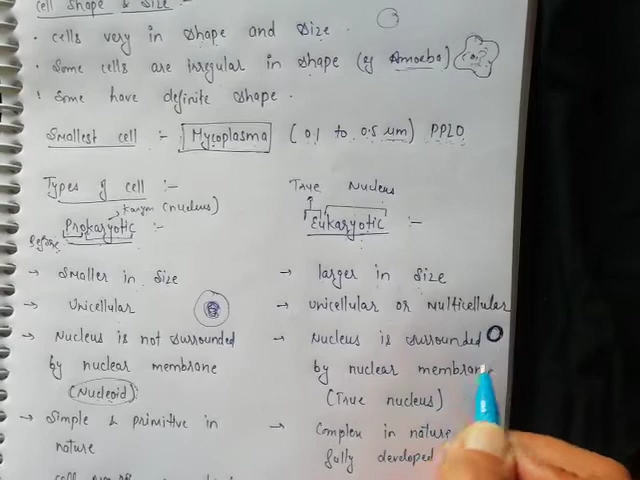 Cell Shape & Size :-
• Cells very in Shape and Size .
• Some cells are irregular in shape (eg Amoeba)
• Some have definite shape .
Smallest cell :- Mycoplasma ( 0.1 to 0.5 um) PPLO
Types of cell :-
Prokaryotic :-
Karyon (nucleus)
Before
→ Smaller in Size
→ Unicellular
→ Nucleus is not surrounded
by nuclear membrane
(Nucleoid)
→ Simple & primitive in
nature
True Nucleus
Eukaryotic :-
→ larger in Size
→ Unicellular or Multicellular
→ Nucleus is surrounded
by nuclear membrane
(True nucleus)
→ Complex in nature
fully developed